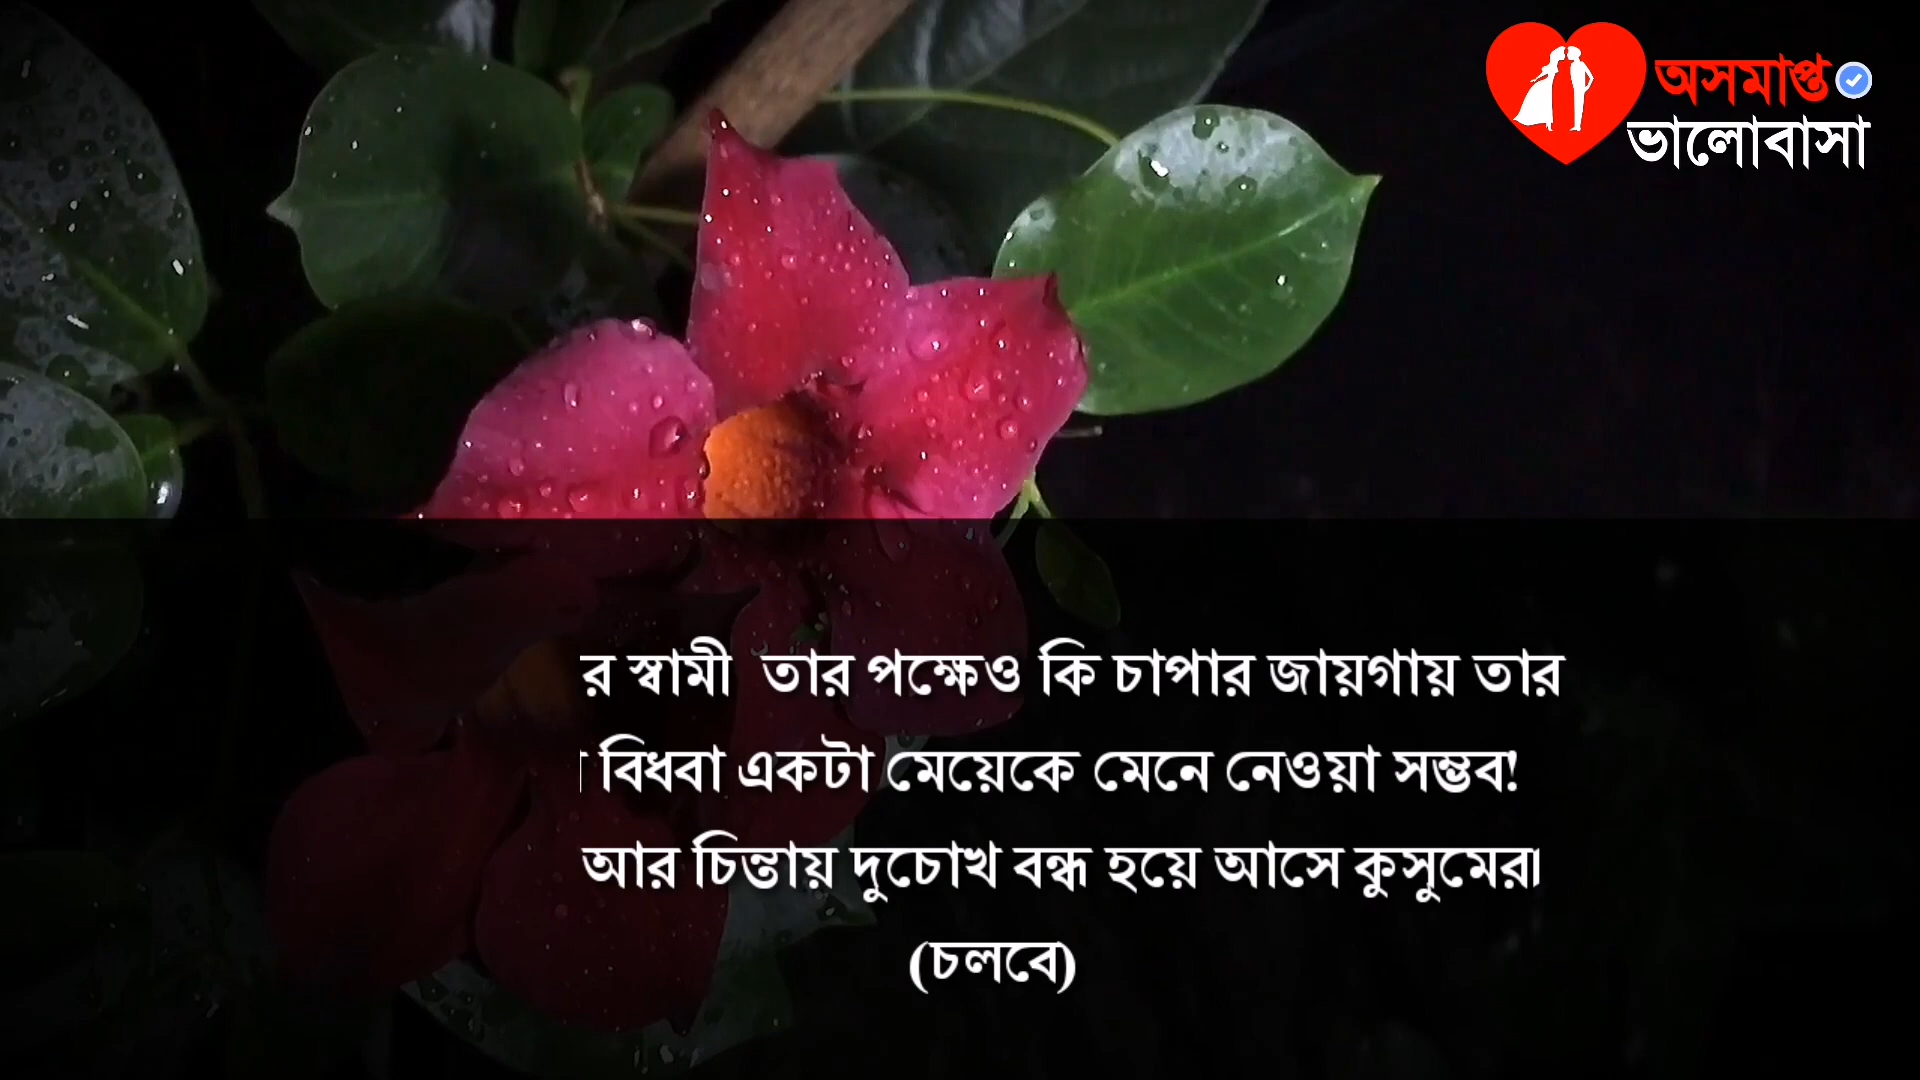 অসমাপ্ত
ভালোবাসা
র স্বামী তার পক্ষেও কি চাপার জায়গায় তার
বিধবা একটা মেয়েকে মেনে নেওয়া সম্ভব!
আর চিন্তায় দুচোখ বন্ধ হয়ে আসে কুসুমের।
(চলবে)